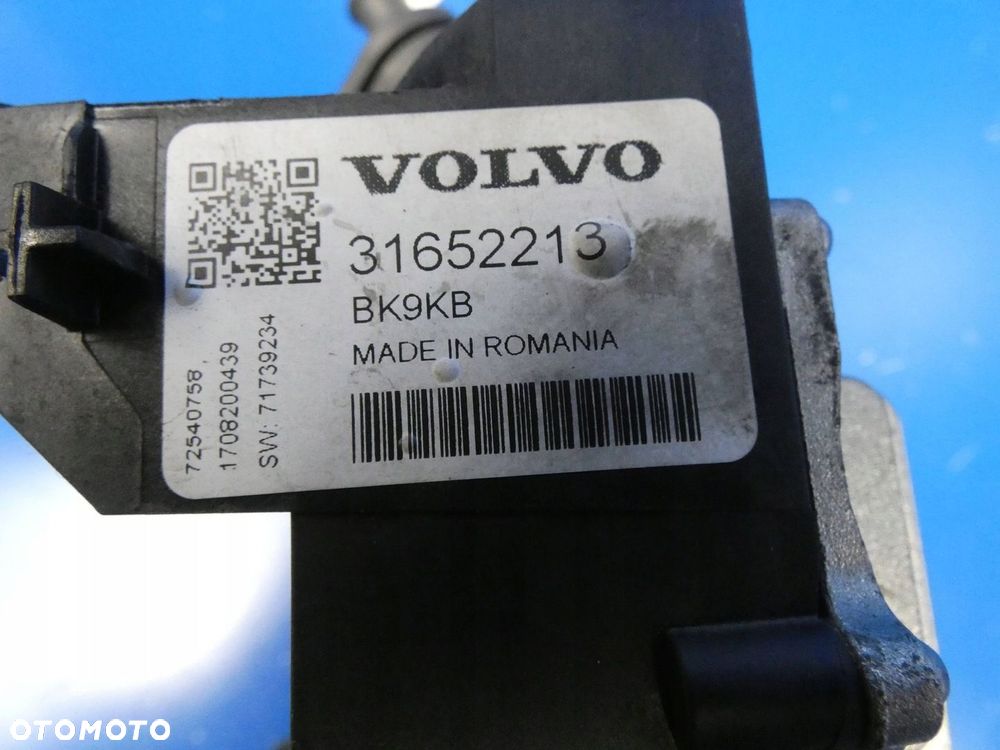 VOLVO
31652213
BK9KB
MADE IN ROMANIA
72540758
1708200439
SW: 71739234
OTOMOTO